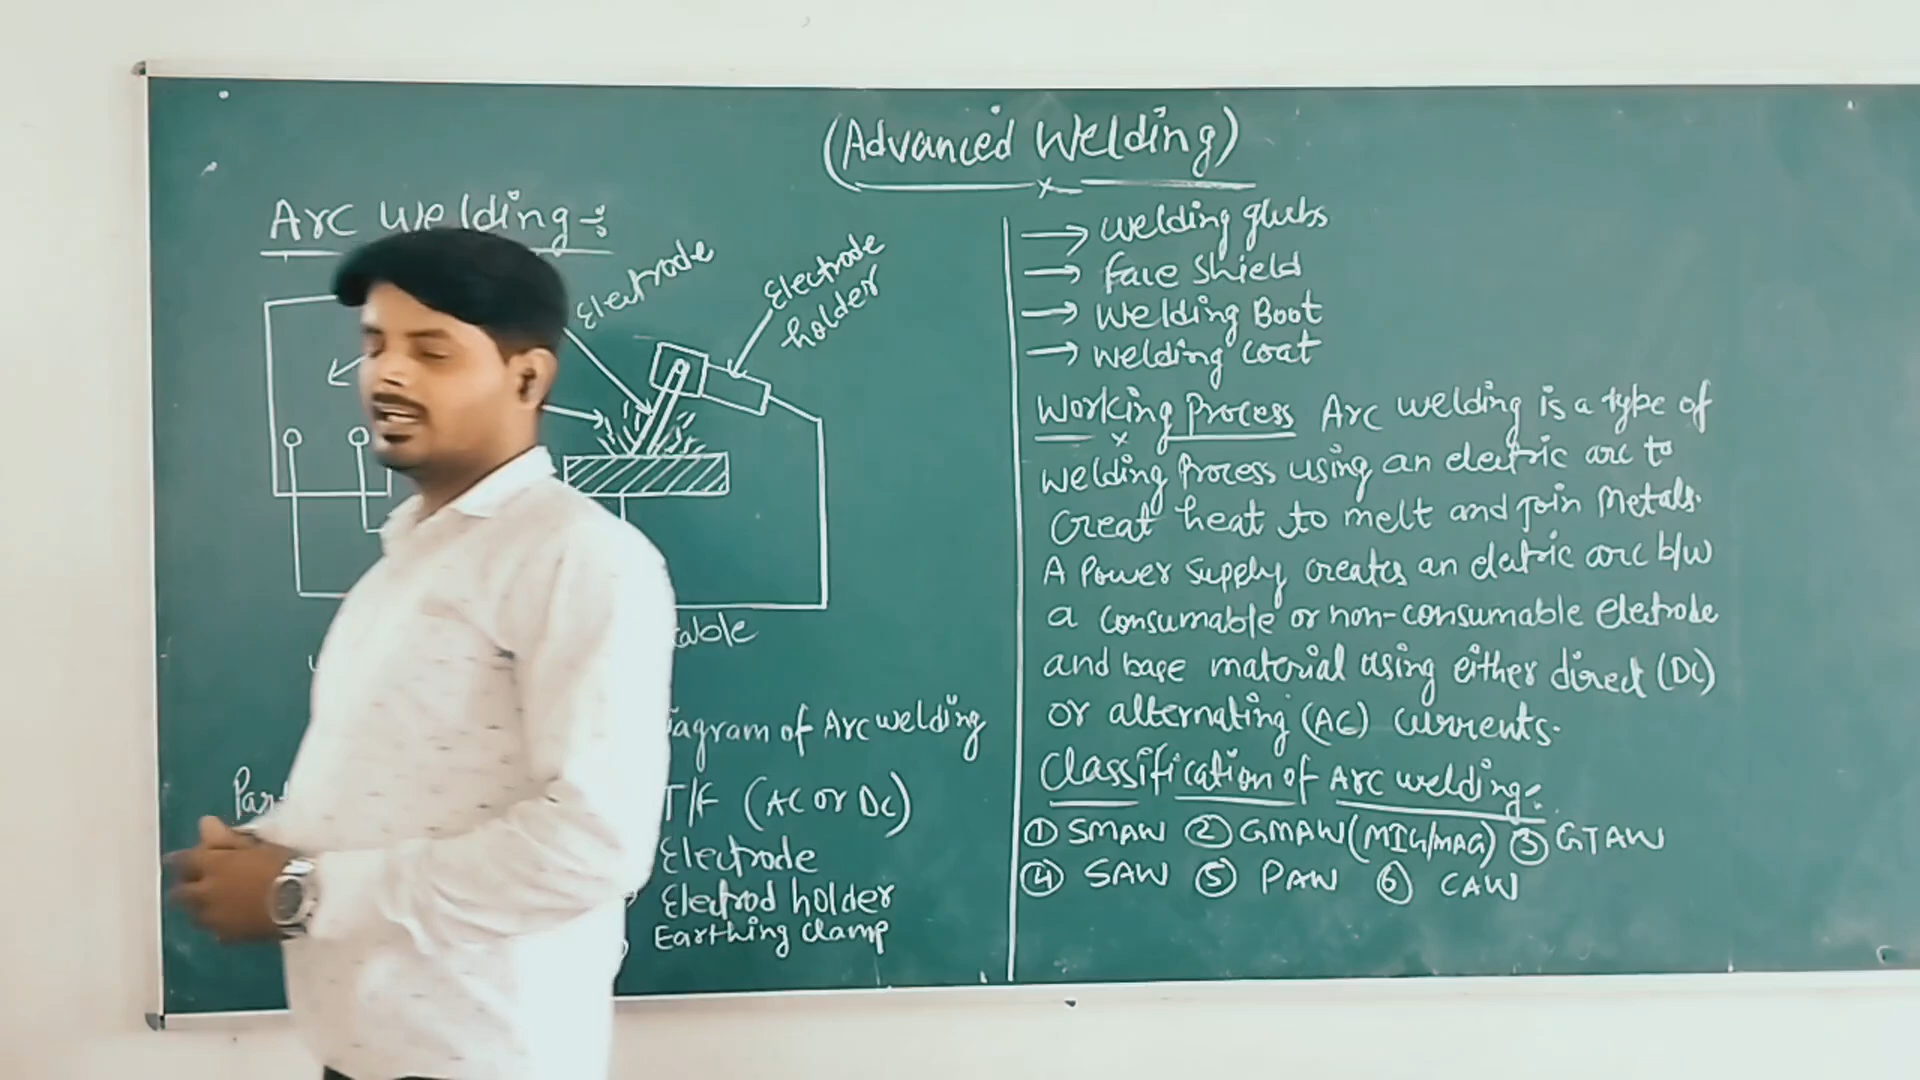 (Advanced Welding)
Arc welding -:
Electrode
Electrode
holder
cable
iagram of Arc welding
Par
T/F (AC or DC)
Electrode
Electrod holder
Earthing clamp
→ welding glubs
→ face shield
→ welding Boot
→ welding coat
Working Process Arc welding is a type of
welding Process using an electric arc to
Creat heat to melt and join Metals.
A Power supply creates an eletric arc b/w
a consumable or non-consumable eletrode
and base material using either direct (DC)
or alternating (AC) currents.
Classification of Arc welding:
① SMAW ② GMAW (MIG/MAG) ③ GTAW
④ SAW ⑤ PAW ⑥ CAW